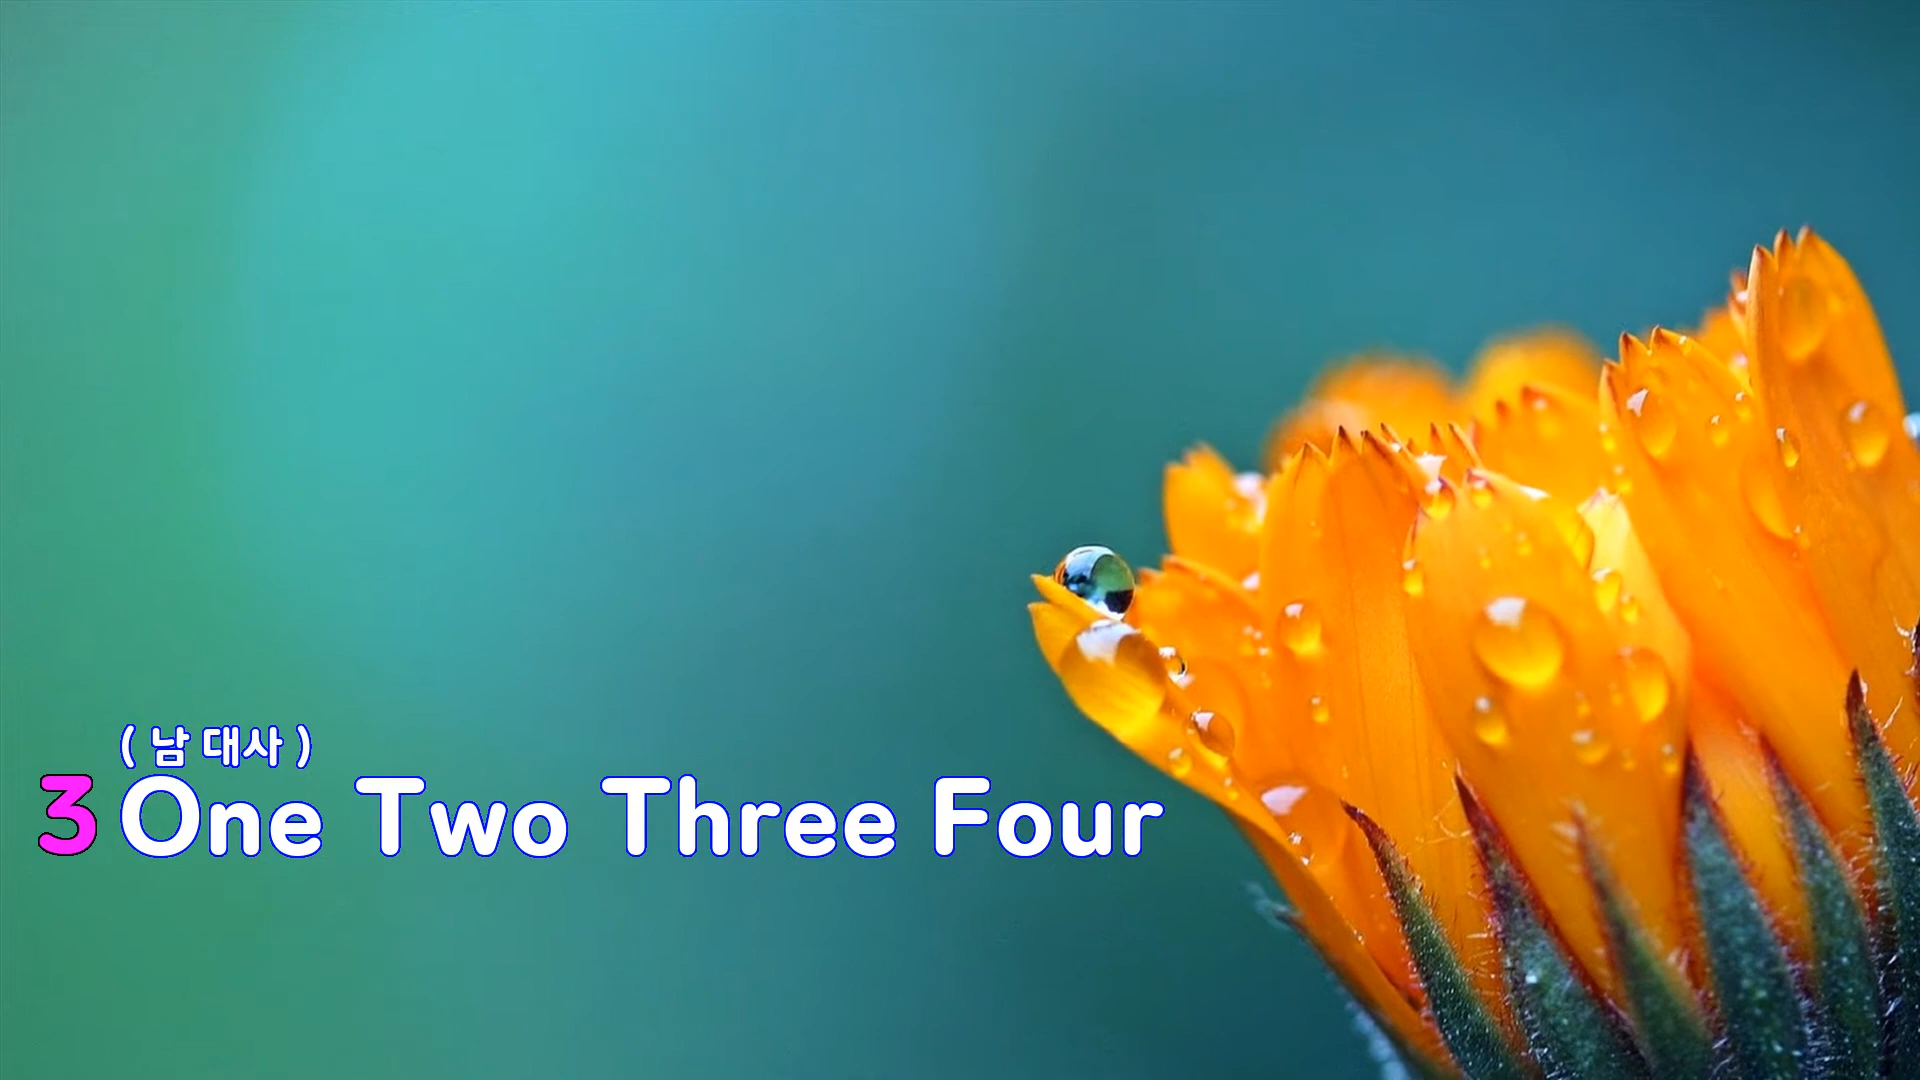 ( 남 대사 )
3 One Two Three Four